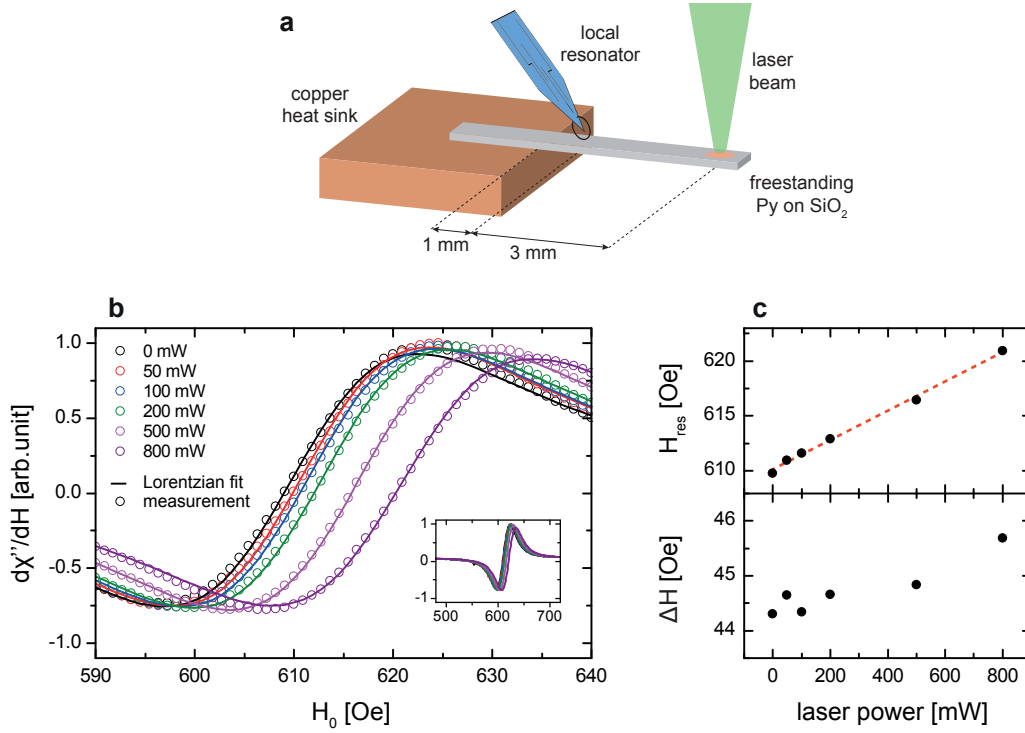 a
local
resonator
laser
beam
copper
heat sink
freestanding
Py on SiO₂
1 mm
3 mm
b
dχ''/dH [arb.unit]
1.0
0.5
0.0
-0.5
-1.0
0 mW
50 mW
100 mW
200 mW
500 mW
800 mW
Lorentzian fit
measurement
1
0
-1
500 600 700
590 600 610 620 630 640
H₀ [Oe]
c
H_res [Oe]
620
615
610
ΔH [Oe]
46
45
44
0 200 400 600 800
laser power [mW]